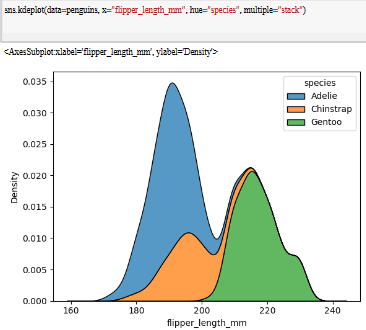 sns.kdeplot(data=penguins, x="flipper_length_mm", hue="species", multiple="stack")
<AxesSubplot:xlabel='flipper_length_mm', ylabel='Density'>
species
Adelie
Chinstrap
Gentoo
0.035
0.030
0.025
0.020
0.015
0.010
0.005
0.000
Density
160 180 200 220 240
flipper_length_mm